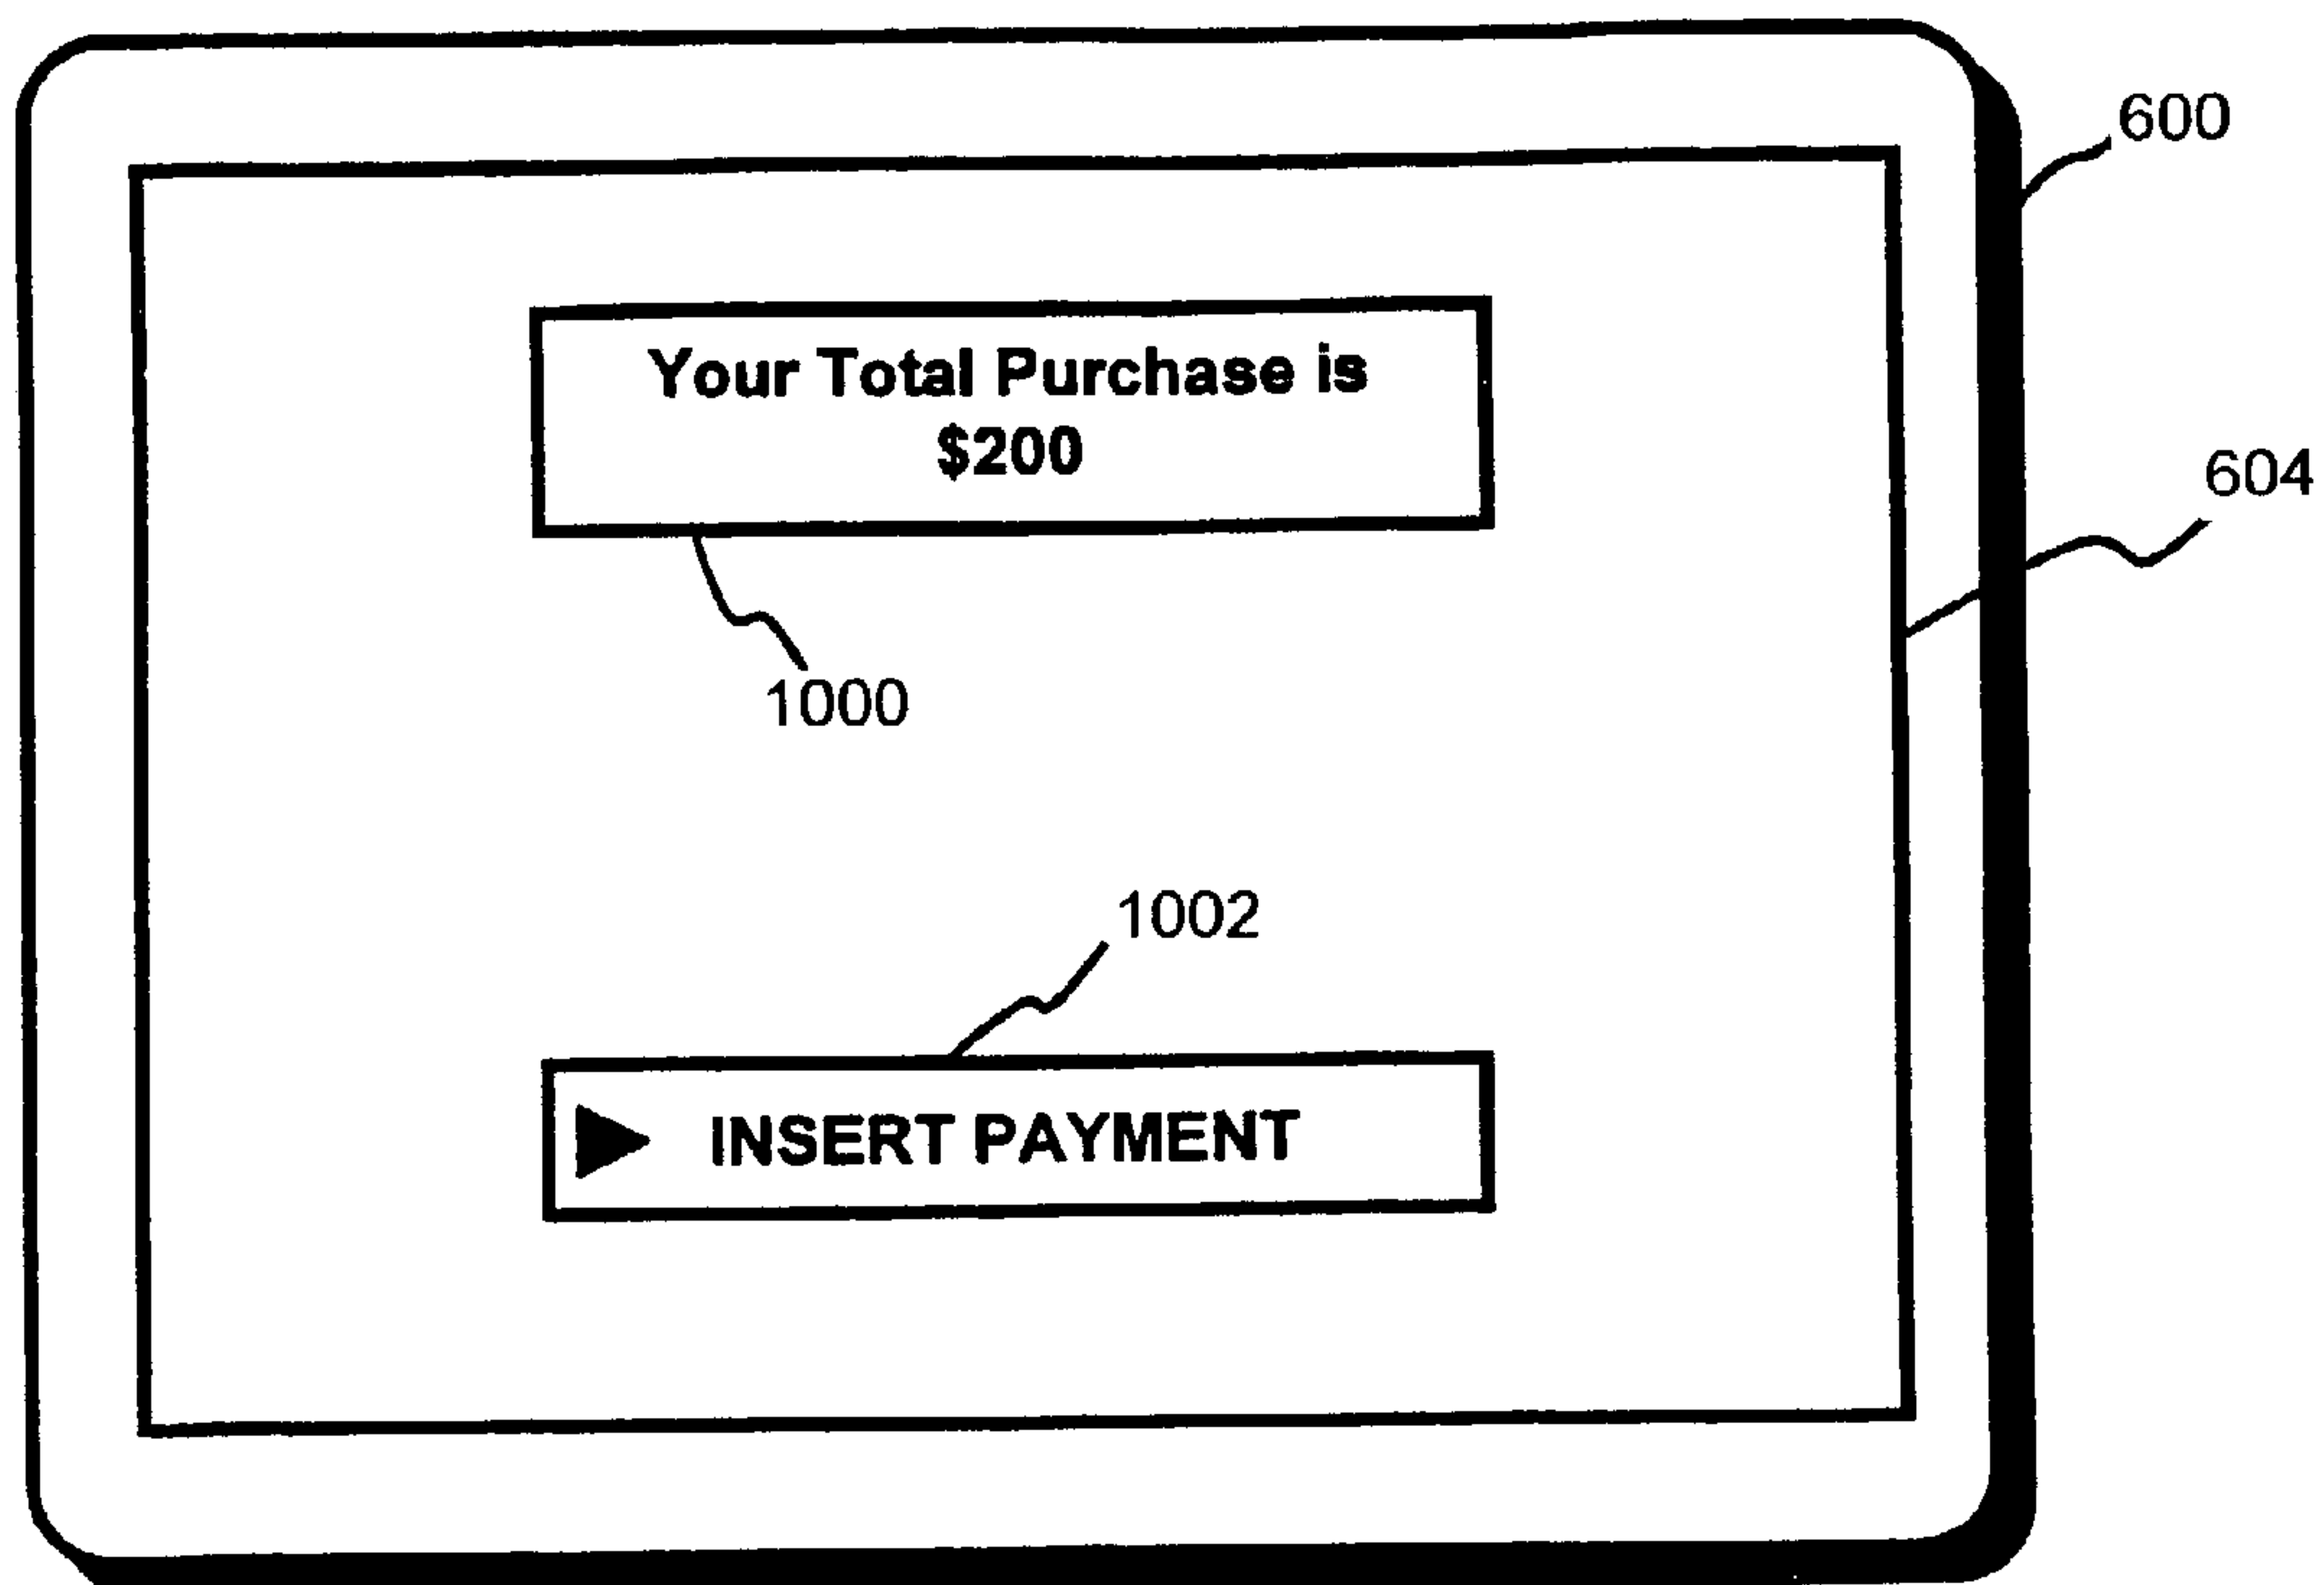 600
Your Total Purchase is
$200
604
1000
1002
INSERT PAYMENT